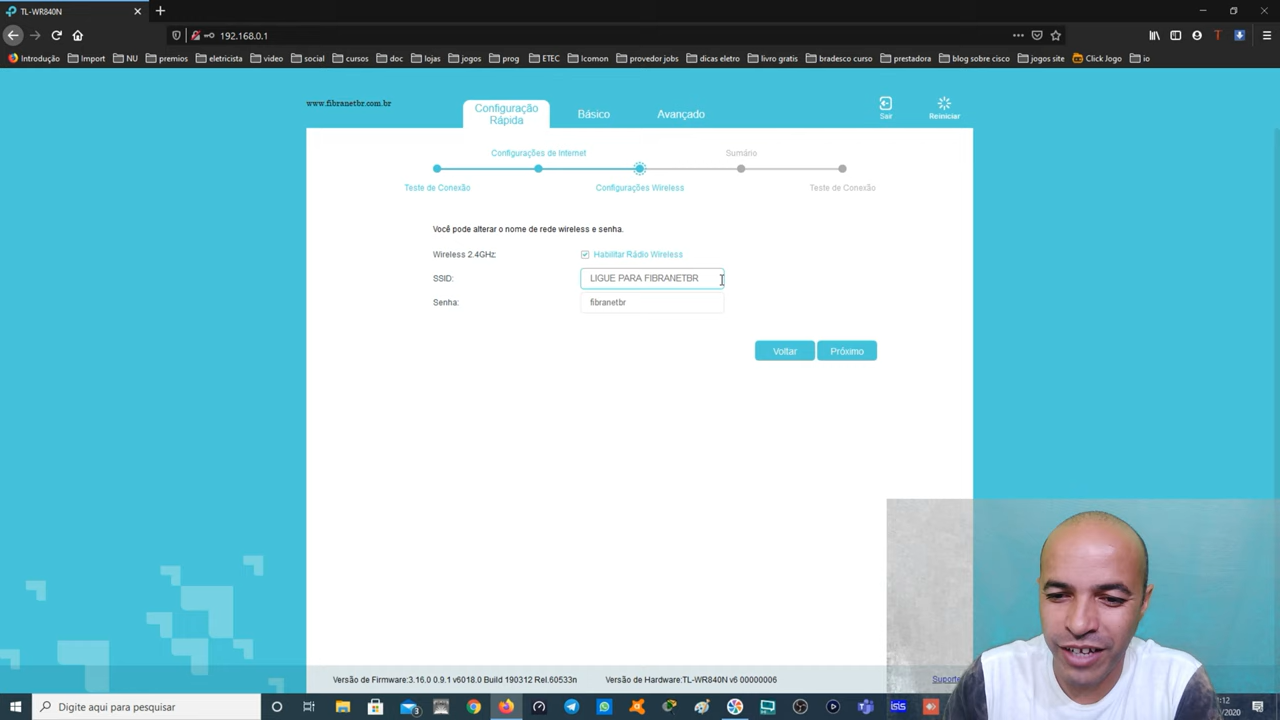 TL-WR840N
192.168.0.1
Introdução Import NU premios eletricista video social cursos doc lojas jogos prog ETEC Icomon provedor jobs dicas eletro livro gratis bradesco curso prestadora blog sobre cisco jogos site Click Jogo io
www.fibranetbr.com.br
Configuração Rápida
Básico
Avançado
Sair
Reiniciar
Configurações de Internet
Sumário
Teste de Conexão
Configurações Wireless
Teste de Conexão
Você pode alterar o nome de rede wireless e senha.
Wireless 2.4GHz: Habilitar Rádio Wireless
SSID: LIGUE PARA FIBRANETBR
Senha: fibranetbr
Voltar Próximo
Versão de Firmware:3.16.0 0.9.1 v6018.0 Build 190312 Rel.60533n Versão de Hardware:TL-WR840N v6 00000006 Suporte
Digite aqui para pesquisar
3
isis
:12
/2020